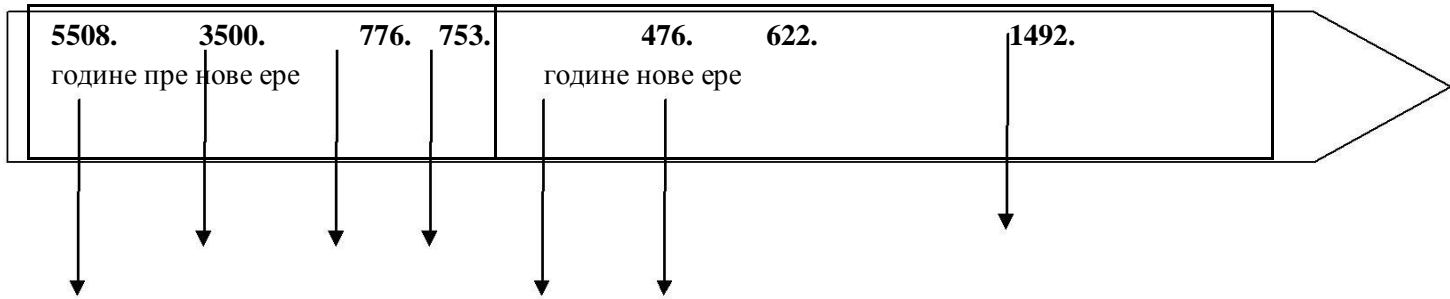 5508. 3500. 776. 753. 476. 622. 1492.
године пре нове ере године нове ере